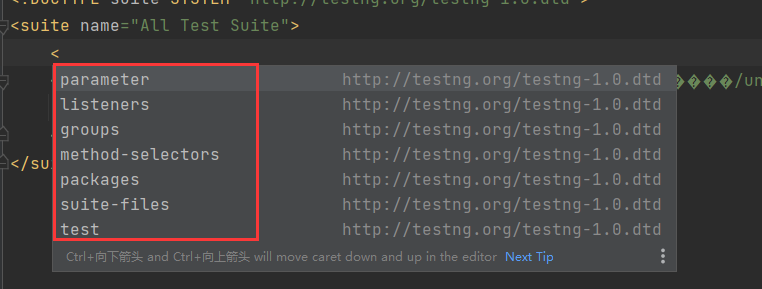 <!DOCTYPE suite SYSTEM "http://testng.org/testng-1.0.dtd">
<suite name="All Test Suite">
<
parameter http://testng.org/testng-1.0.dtd
listeners http://testng.org/testng-1.0.dtd
groups http://testng.org/testng-1.0.dtd
method-selectors http://testng.org/testng-1.0.dtd
packages http://testng.org/testng-1.0.dtd
suite-files http://testng.org/testng-1.0.dtd
test http://testng.org/testng-1.0.dtd
����/un
</sui
Ctrl+向下箭头 and Ctrl+向上箭头 will move caret down and up in the editor Next Tip